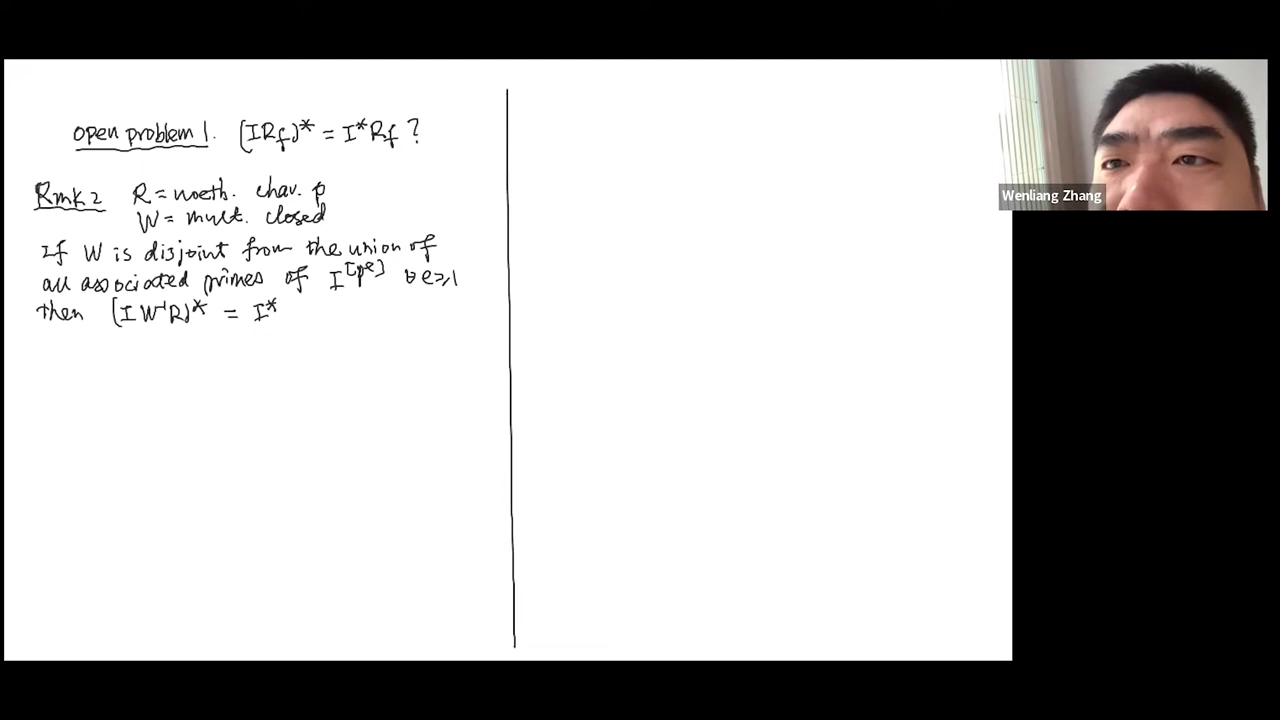 open problem 1. (IRf)* = I*Rf ?
Rmk 2 R = noeth. char. p
W = mult. closed
If W is disjoint from the union of
all associated primes of I^[p^e] ∀ e≥1
then (I W⁻¹R)* = I*
Wenliang Zhang